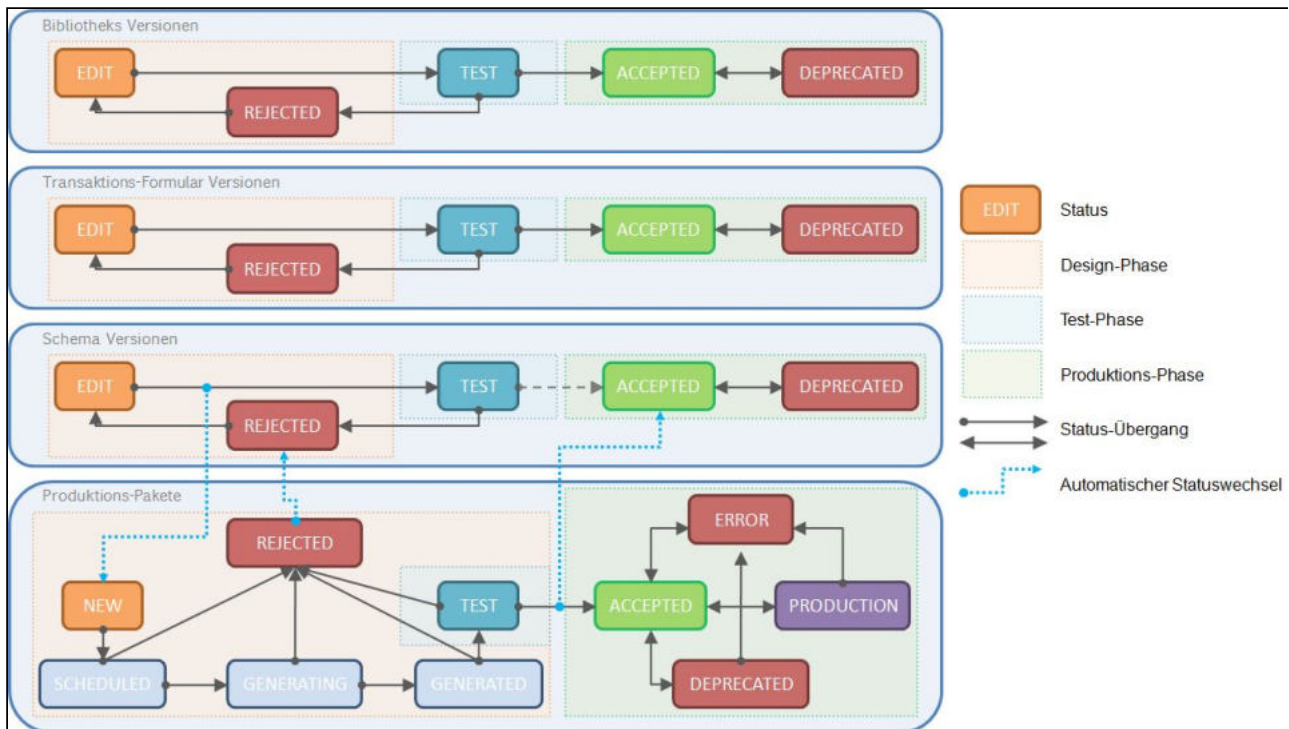 Bibliotheks Versionen
EDIT
TEST
ACCEPTED
DEPRECATED
REJECTED
Transaktions-Formular Versionen
EDIT
TEST
ACCEPTED
DEPRECATED
REJECTED
Schema Versionen
EDIT
TEST
ACCEPTED
DEPRECATED
REJECTED
Produktions-Pakete
REJECTED
ERROR
NEW
TEST
ACCEPTED
PRODUCTION
SCHEDULED
GENERATING
GENERATED
DEPRECATED
EDIT
Status
Design-Phase
Test-Phase
Produktions-Phase
Status-Übergang
Automatischer Statuswechsel